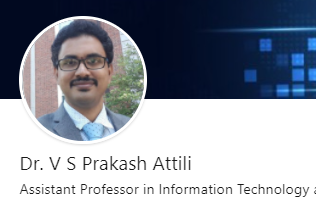 Dr. V S Prakash Attili
Assistant Professor in Information Technology